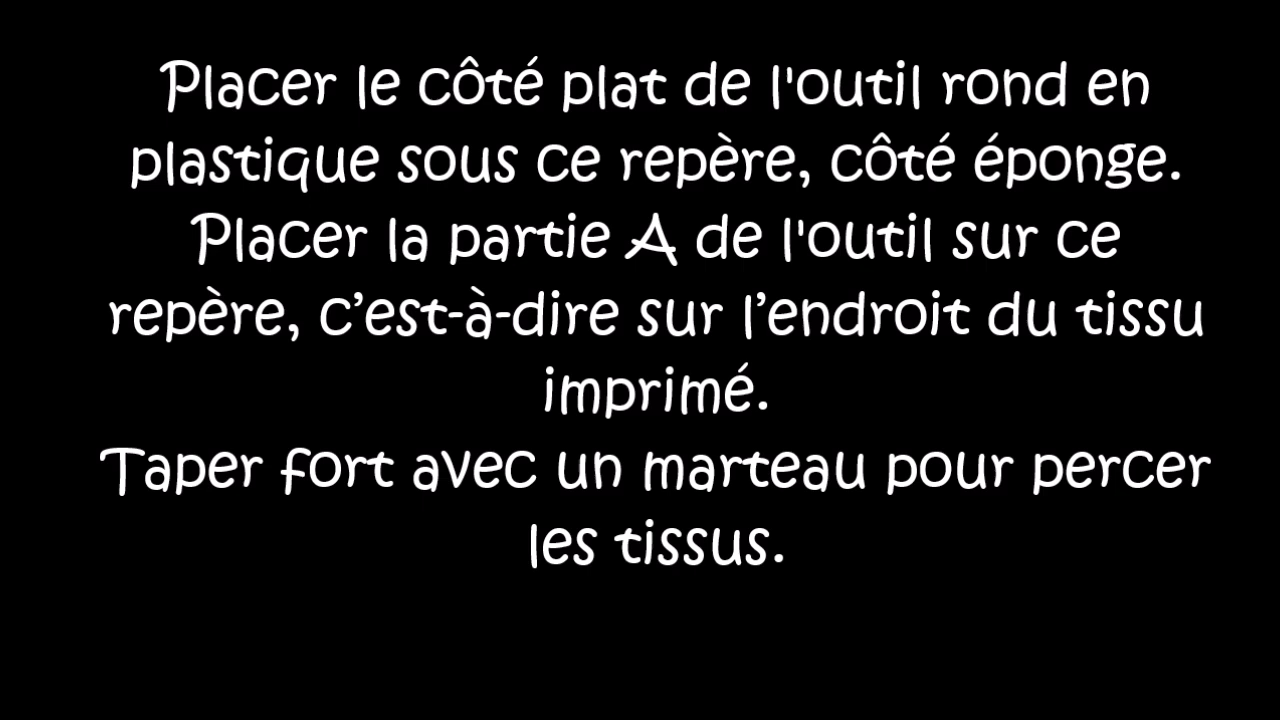 Placer le côté plat de l'outil rond en
plastique sous ce repère, côté éponge.
Placer la partie A de l'outil sur ce
repère, c’est-à-dire sur l’endroit du tissu
imprimé.
Taper fort avec un marteau pour percer
les tissus.